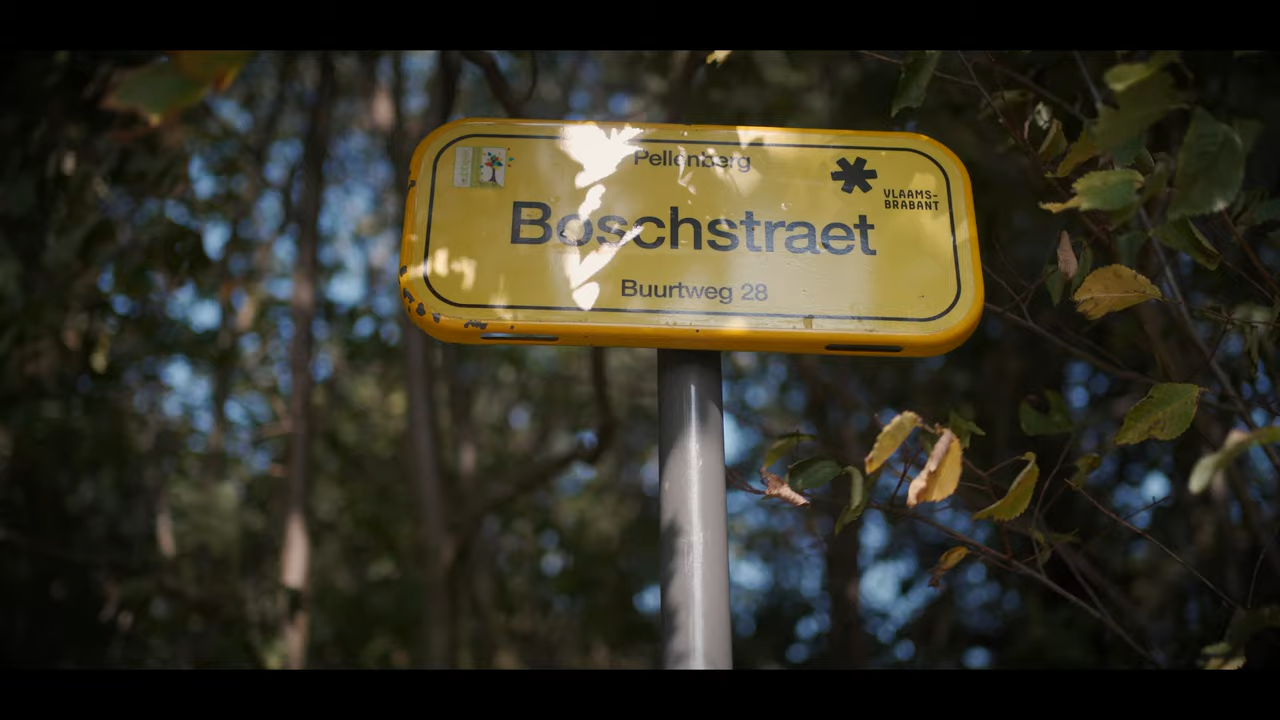 Pellenberg
VLAAMS-
BRABANT
Boschstraet
Buurtweg 28